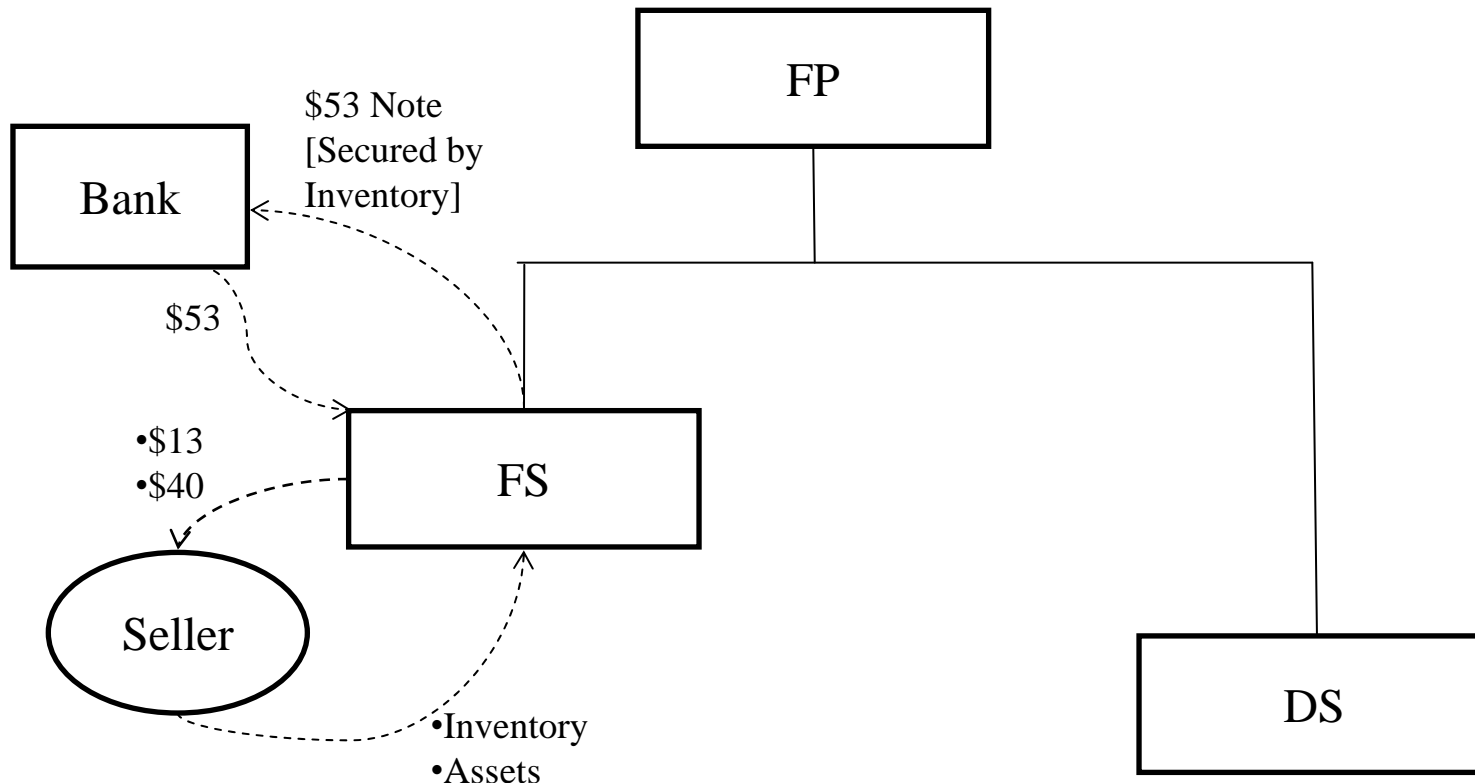 FP
$53 Note
[Secured by
Inventory]
Bank
$53
•$13
•$40
FS
Seller
DS
•Inventory
•Assets